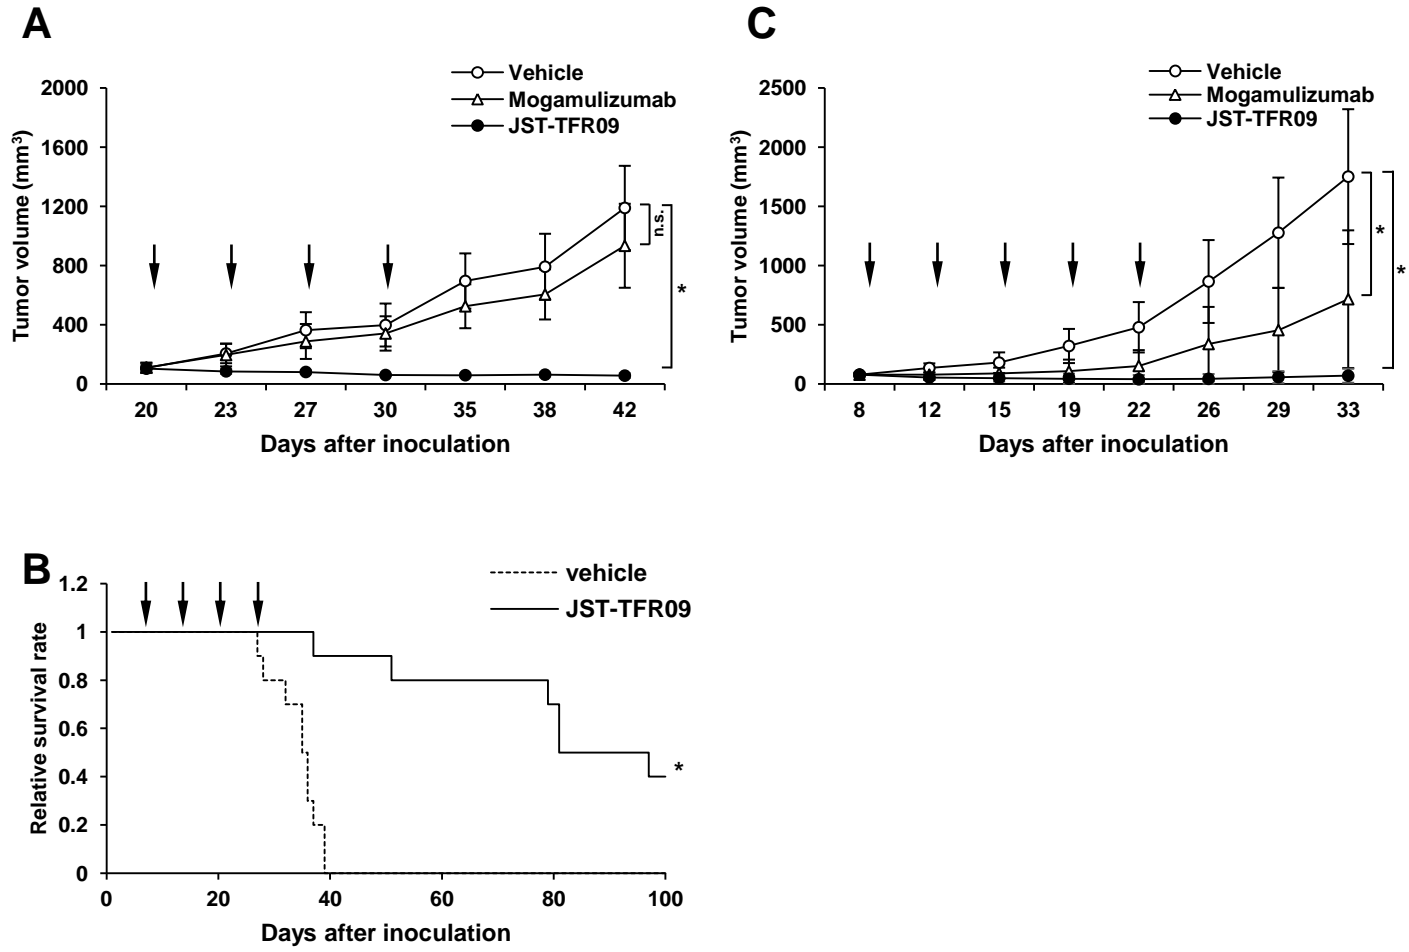 A
Vehicle
Mogamulizumab
JST-TFR09
2000
1600
1200
800
400
0
Tumor volume (mm³)
n.s.
*
20 23 27 30 35 38 42
Days after inoculation
C
Vehicle
Mogamulizumab
JST-TFR09
2500
2000
1500
1000
500
0
Tumor volume (mm³)
*
*
8 12 15 19 22 26 29 33
Days after inoculation
B
vehicle
JST-TFR09
1.2
1
0.8
0.6
0.4
0.2
0
Relative survival rate
*
0 20 40 60 80 100
Days after inoculation